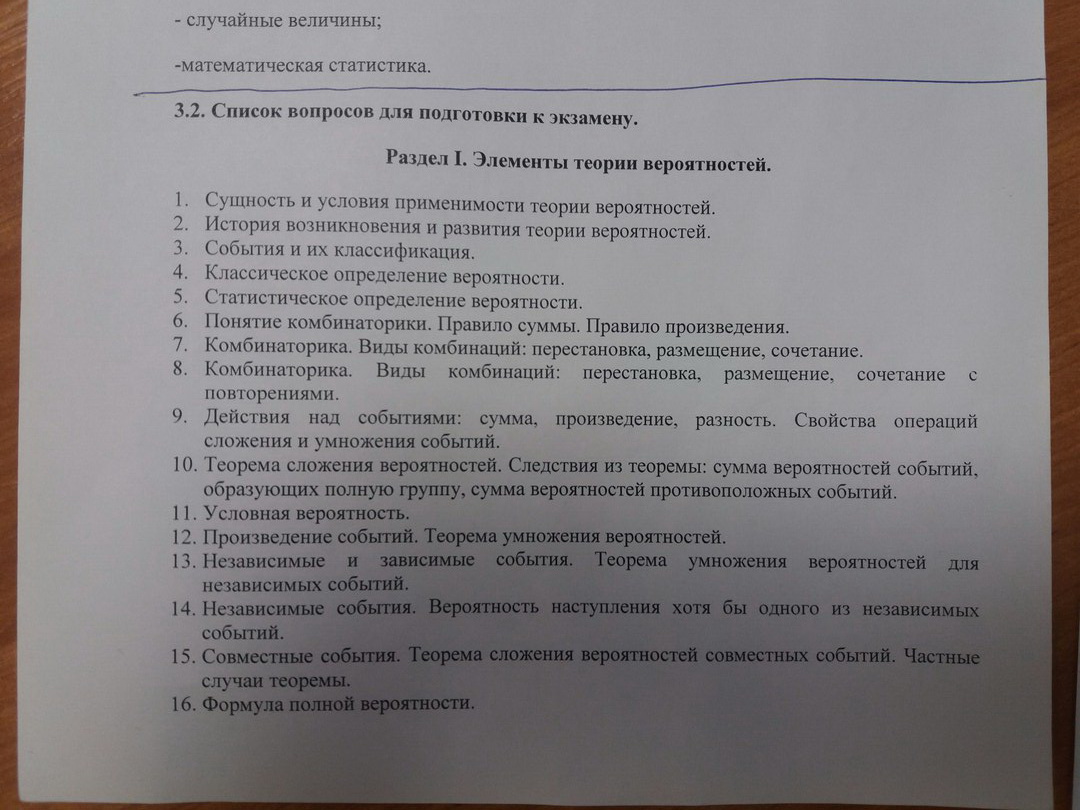 - случайные величины;
-математическая статистика.
3.2. Список вопросов для подготовки к экзамену.
Раздел I. Элементы теории вероятностей.
1. Сущность и условия применимости теории вероятностей.
2. История возникновения и развития теории вероятностей.
3. События и их классификация.
4. Классическое определение вероятности.
5. Статистическое определение вероятности.
6. Понятие комбинаторики. Правило суммы. Правило произведения.
7. Комбинаторика. Виды комбинаций: перестановка, размещение, сочетание.
8. Комбинаторика. Виды комбинаций: перестановка, размещение, сочетание с
повторениями.
9. Действия над событиями: сумма, произведение, разность. Свойства операций
сложения и умножения событий.
10. Теорема сложения вероятностей. Следствия из теоремы: сумма вероятностей событий,
образующих полную группу, сумма вероятностей противоположных событий.
11. Условная вероятность.
12. Произведение событий. Теорема умножения вероятностей.
13. Независимые и зависимые события. Теорема умножения вероятностей для
независимых событий.
14. Независимые события. Вероятность наступления хотя бы одного из независимых
событий.
15. Совместные события. Теорема сложения вероятностей совместных событий. Частные
случаи теоремы.
16. Формула полной вероятности.